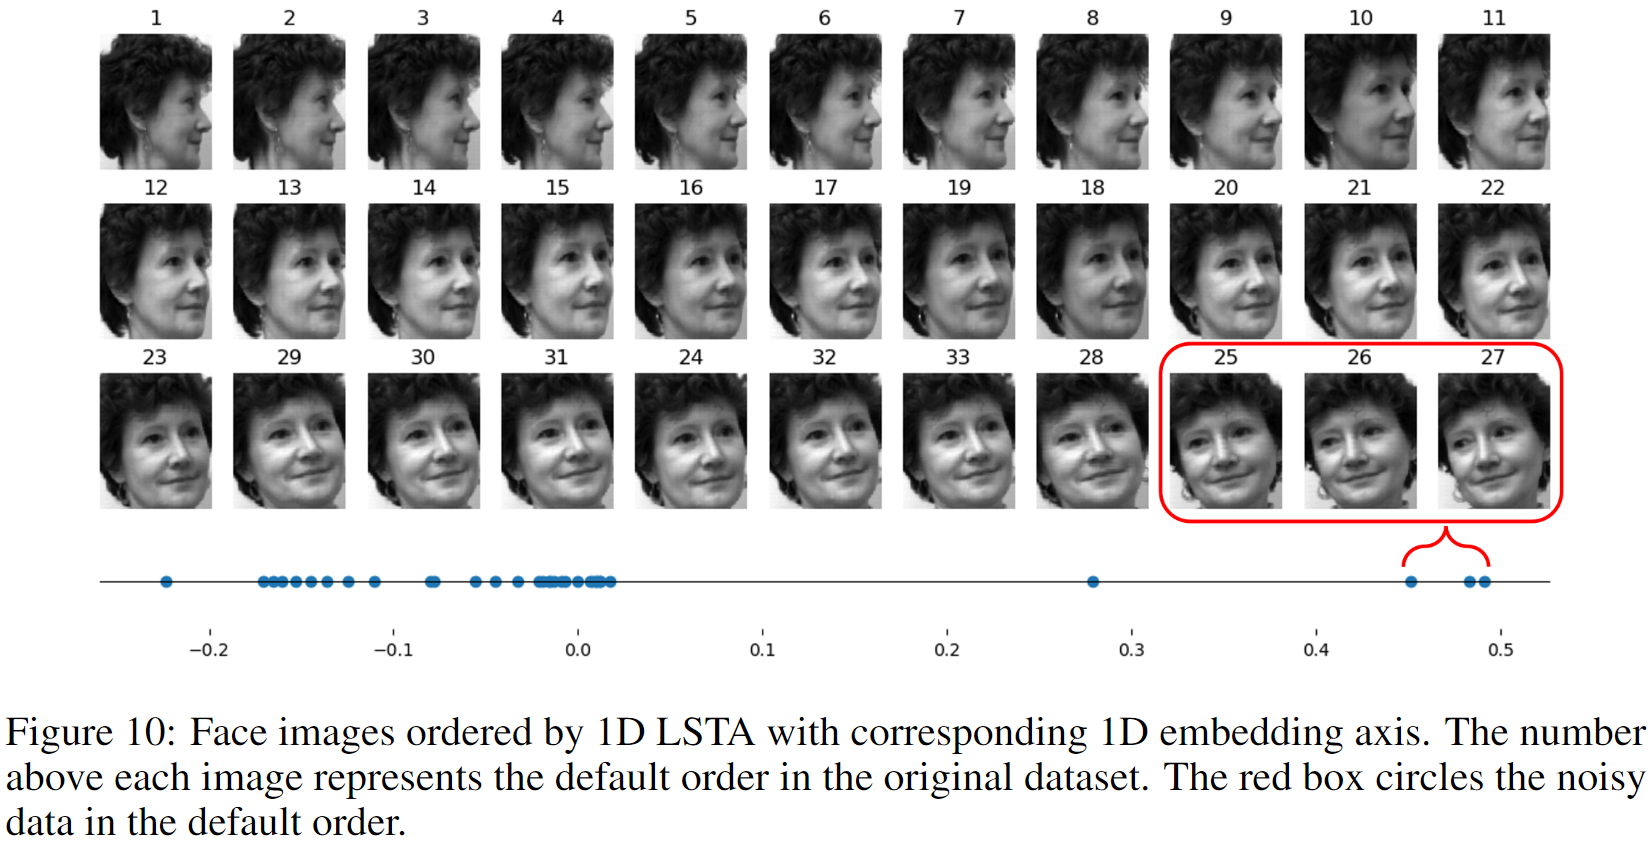 1 2 3 4 5 6 7 8 9 10 11
12 13 14 15 16 17 19 18 20 21 22
23 29 30 31 24 32 33 28 25 26 27
−0.2 −0.1 0.0 0.1 0.2 0.3 0.4 0.5
Figure 10: Face images ordered by 1D LSTA with corresponding 1D embedding axis. The number
above each image represents the default order in the original dataset. The red box circles the noisy
data in the default order.